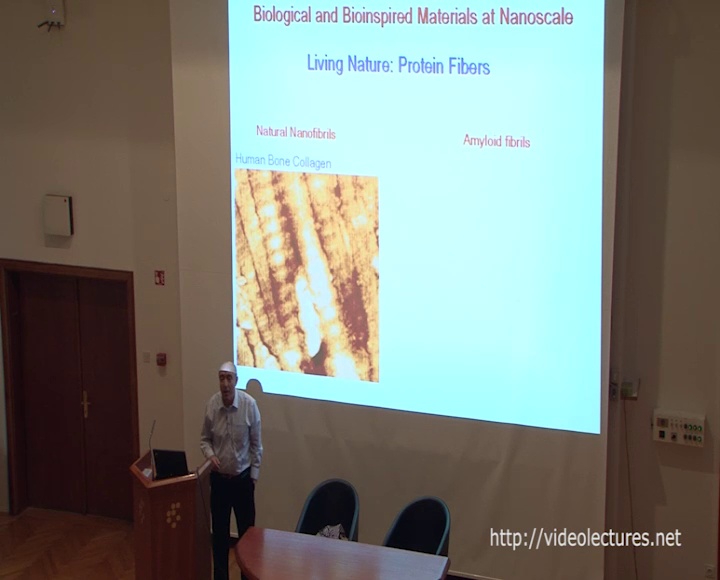 Biological and Bioinspired Materials at Nanoscale
Living Nature: Protein Fibers
Natural Nanofibrils
Amyloid fibrils
Human Bone Collagen
http://videolectures.net